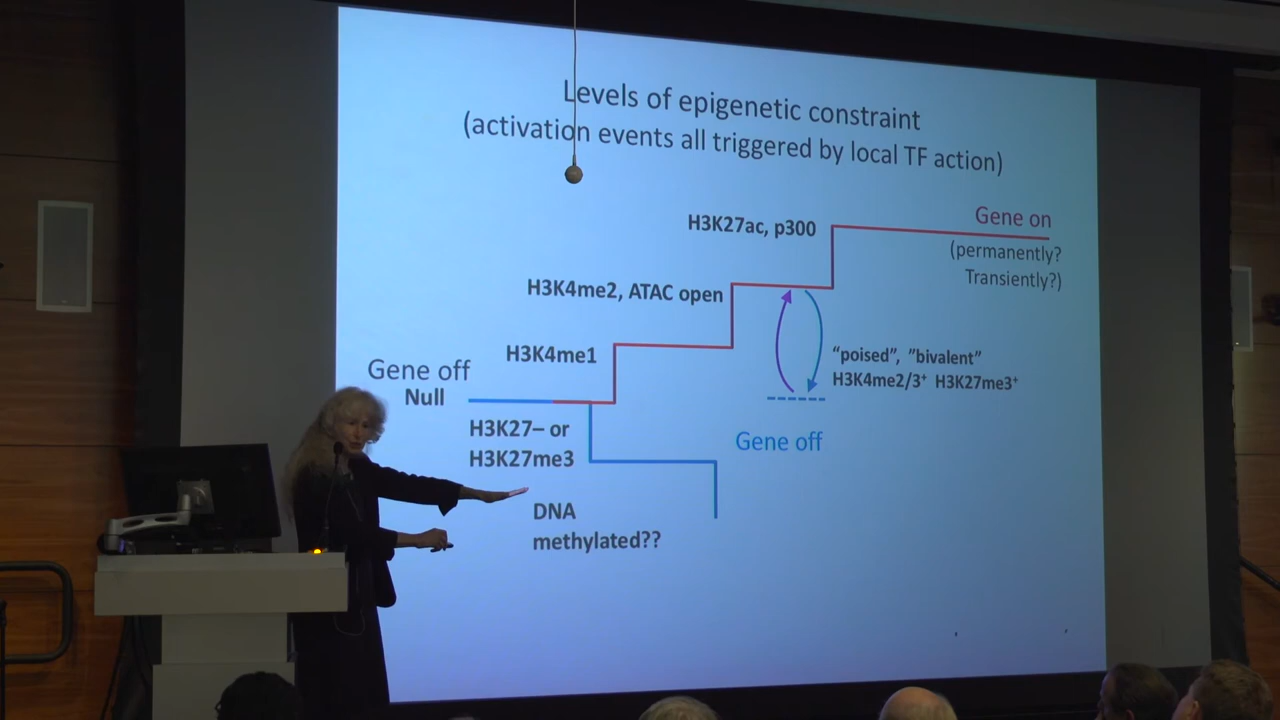 Levels of epigenetic constraint
(activation events all triggered by local TF action)
Gene on
H3K27ac, p300
(permanently?
Transiently?)
H3K4me2, ATAC open
H3K4me1
"poised", "bivalent"
H3K4me2/3⁺ H3K27me3⁺
Gene off
Null
H3K27– or
H3K27me3
Gene off
DNA
methylated??